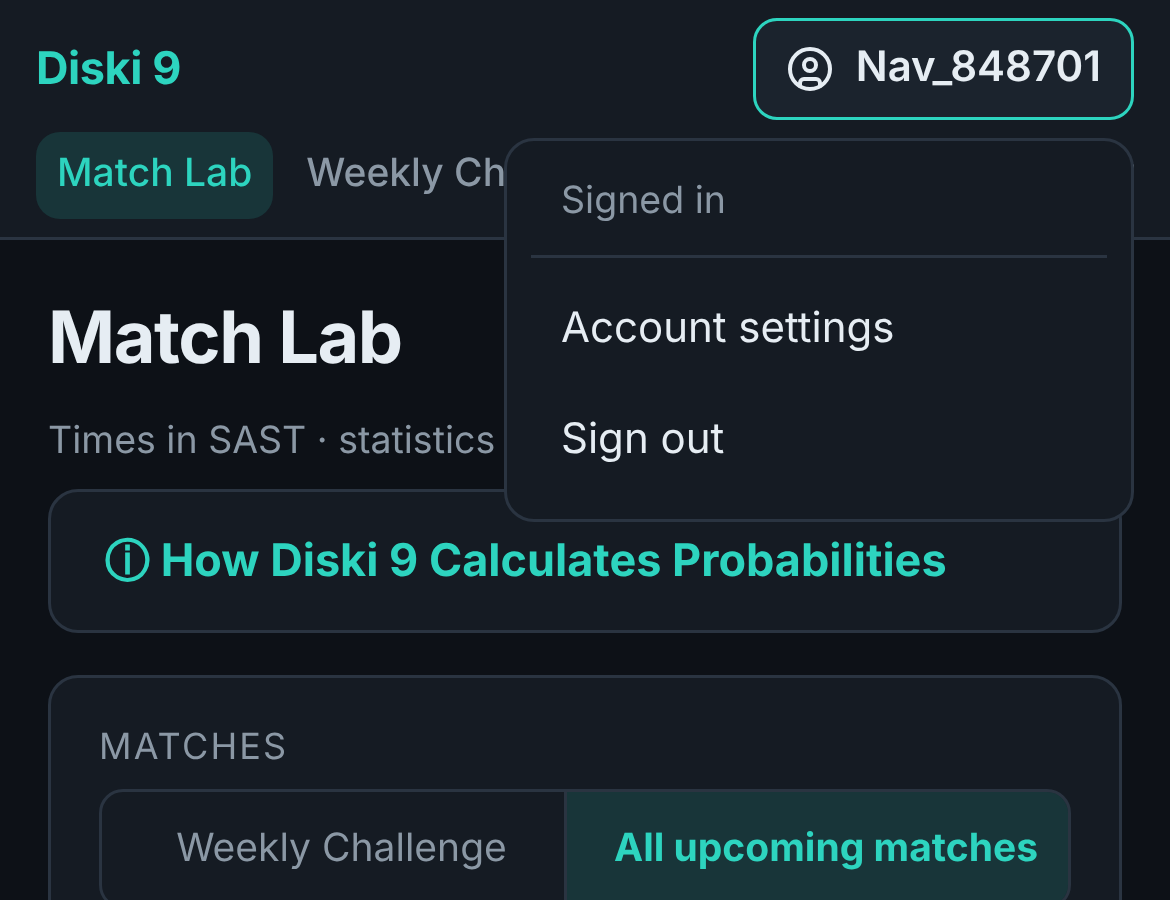 Diski 9
Nav_848701
Match Lab
Weekly Ch
Signed in
Account settings
Sign out
Match Lab
Times in SAST · statistics
ⓘ How Diski 9 Calculates Probabilities
MATCHES
Weekly Challenge
All upcoming matches